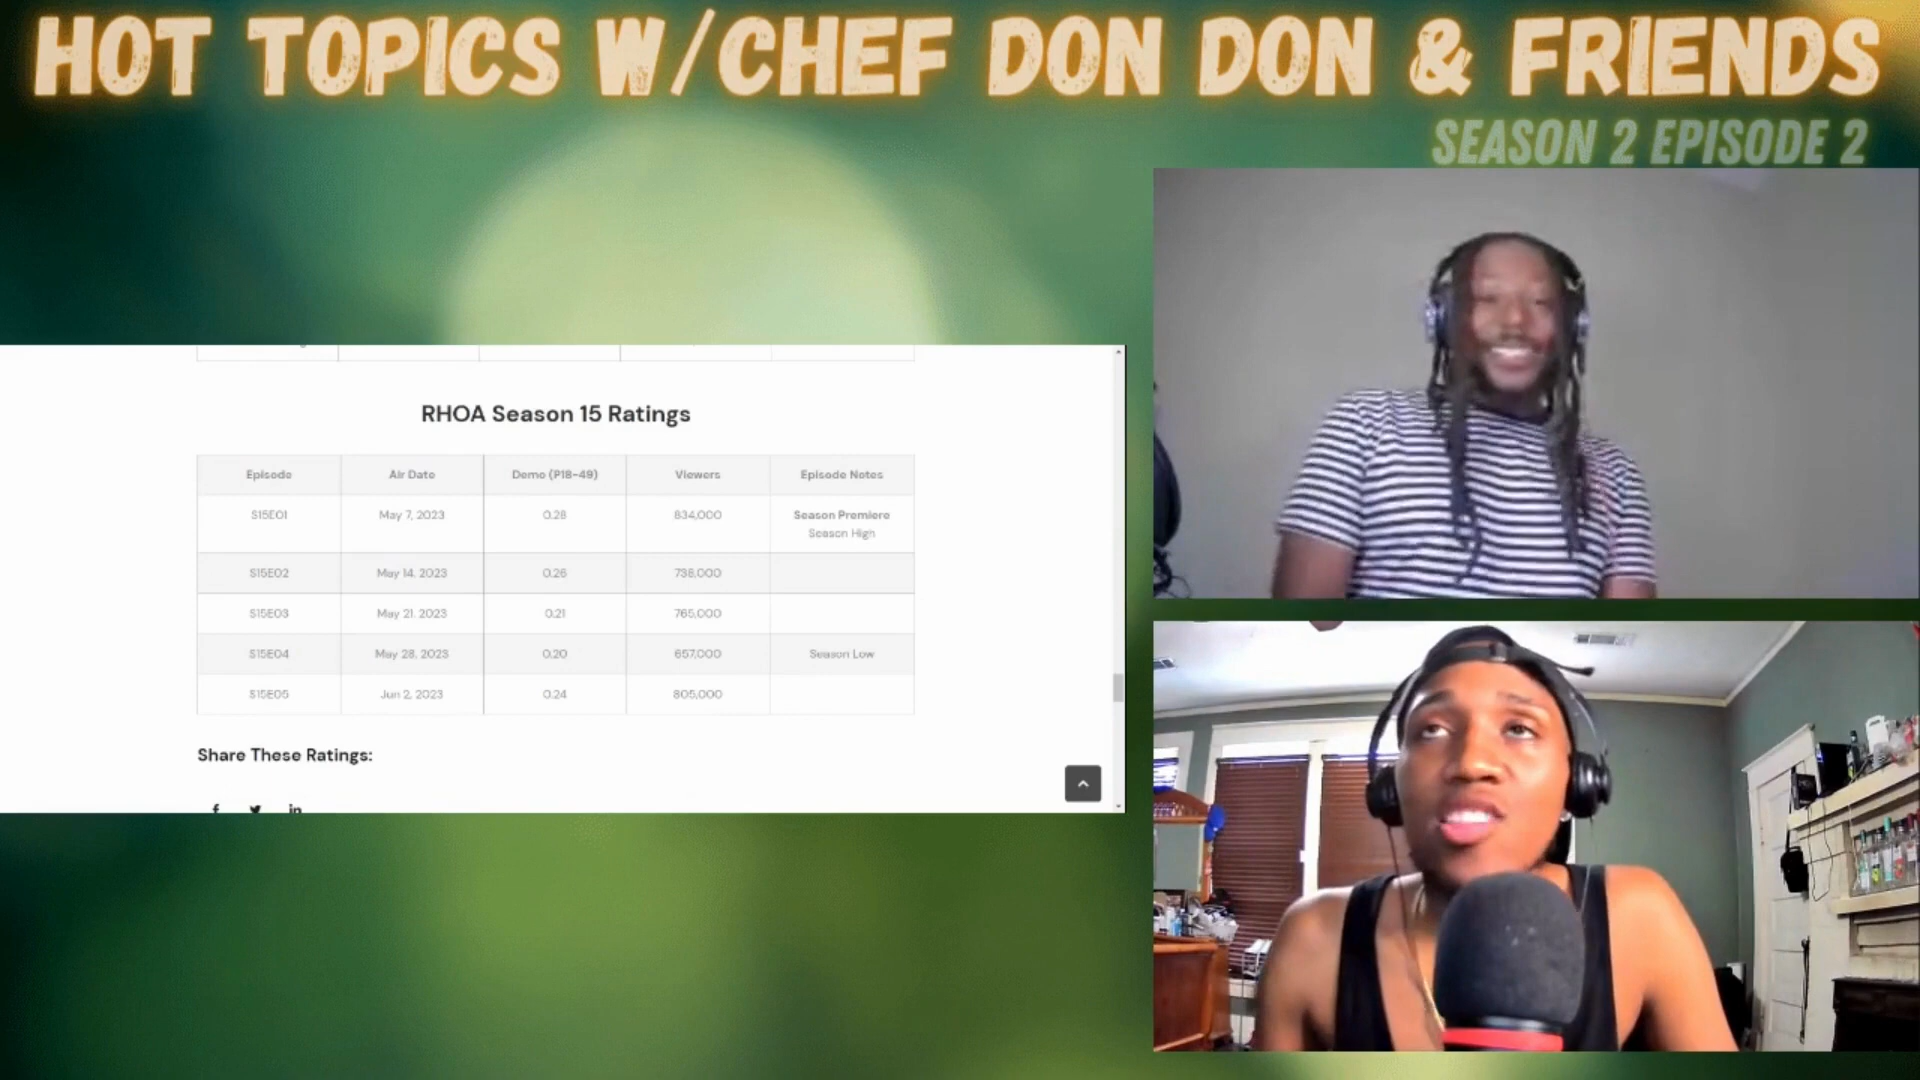 HOT TOPICS W/CHEF DON DON & FRIENDS
SEASON 2 EPISODE 2
RHOA Season 15 Ratings
Episode Air Date Demo (P18-49) Viewers Episode Notes
S15E01 May 7, 2023 0.28 834,000 Season Premiere
Season High
S15E02 May 14, 2023 0.26 738,000
S15E03 May 21, 2023 0.21 765,000
S15E04 May 28, 2023 0.20 657,000 Season Low
S15E05 Jun 2, 2023 0.24 805,000
Share These Ratings: